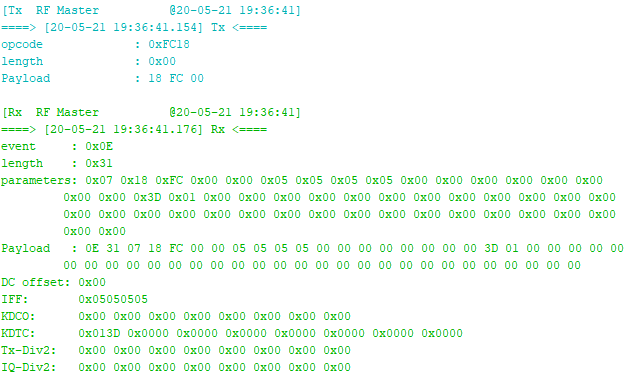 [Tx  RF Master          @20-05-21 19:36:41]
====> [20-05-21 19:36:41.154] Tx <====
opcode             : 0xFC18
length             : 0x00
Payload            : 18 FC 00

[Rx  RF Master          @20-05-21 19:36:41]
====> [20-05-21 19:36:41.176] Rx <====
event     : 0x0E
length    : 0x31
parameters: 0x07 0x18 0xFC 0x00 0x00 0x05 0x05 0x05 0x05 0x00 0x00 0x00 0x00 0x00 0x00
0x00 0x00 0x3D 0x01 0x00 0x00 0x00 0x00 0x00 0x00 0x00 0x00 0x00 0x00 0x00 0x00
0x00 0x00 0x00 0x00 0x00 0x00 0x00 0x00 0x00 0x00 0x00 0x00 0x00 0x00 0x00 0x00
0x00 0x00
Payload   : 0E 31 07 18 FC 00 00 05 05 05 05 00 00 00 00 00 00 00 00 3D 01 00 00 00 00 00
00 00 00 00 00 00 00 00 00 00 00 00 00 00 00 00 00 00 00 00 00 00 00 00 00
DC offset: 0x00
IFF:       0x05050505
KDCO:      0x00 0x00 0x00 0x00 0x00 0x00 0x00 0x00
KDTC:      0x013D 0x0000 0x0000 0x0000 0x0000 0x0000 0x0000
Tx-Div2:   0x00 0x00 0x00 0x00 0x00 0x00 0x00 0x00
IQ-Div2:   0x00 0x00 0x00 0x00 0x00 0x00 0x00 0x00